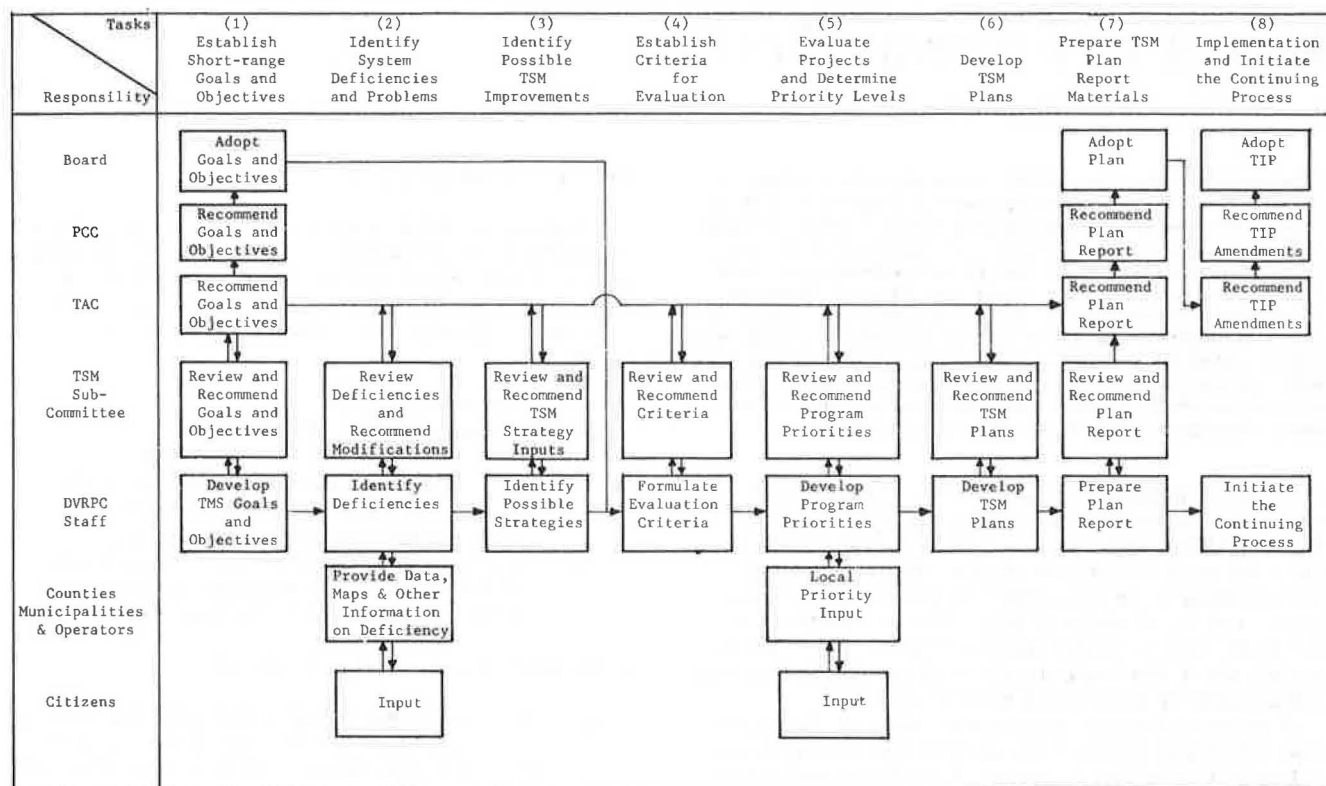 Tasks
Responsility
(1)
Establish
Short-range
Goals and
Objectives
(2)
Identify
System
Deficiencies
and Problems
(3)
Identify
Possible
TSM
Improvements
(4)
Establish
Criteria
for
Evaluation
(5)
Evaluate
Projects
and Determine
Priority Levels
(6)
Develop
TSM
Plans
(7)
Prepare TSM
Plan
Report
Materials
(8)
Implementation
and Initiate
the Continuing
Process
Board
Adopt
Goals and
Objectives
Adopt
Plan
Adopt
TIP
PCC
Recommend
Goals and
Objectives
Recommend
Plan
Report
Recommend
TIP
Amendments
TAC
Recommend
Goals and
Objectives
Recommend
Plan
Report
Recommend
TIP
Amendments
TSM
Sub-
Committee
Review and
Recommend
Goals and
Objectives
Review
Deficiencies
and
Recommend
Modifications
Review and
Recommend
TSM
Strategy
Inputs
Review and
Recommend
Criteria
Review and
Recommend
Program
Priorities
Review and
Recommend
TSM Plans
Review and
Recommend
Plan
Report
DVRPC
Staff
Develop
TMS Goals
and
Objectives
Identify
Deficiencies
Identify
Possible
Strategies
Formulate
Evaluation
Criteria
Develop
Program
Priorities
Develop
TSM
Plans
Prepare
Plan
Report
Initiate
the
Continuing
Process
Counties
Municipalities
& Operators
Provide Data,
Maps & Other
Information
on Deficiency
Local
Priority
Input
Citizens
Input
Input